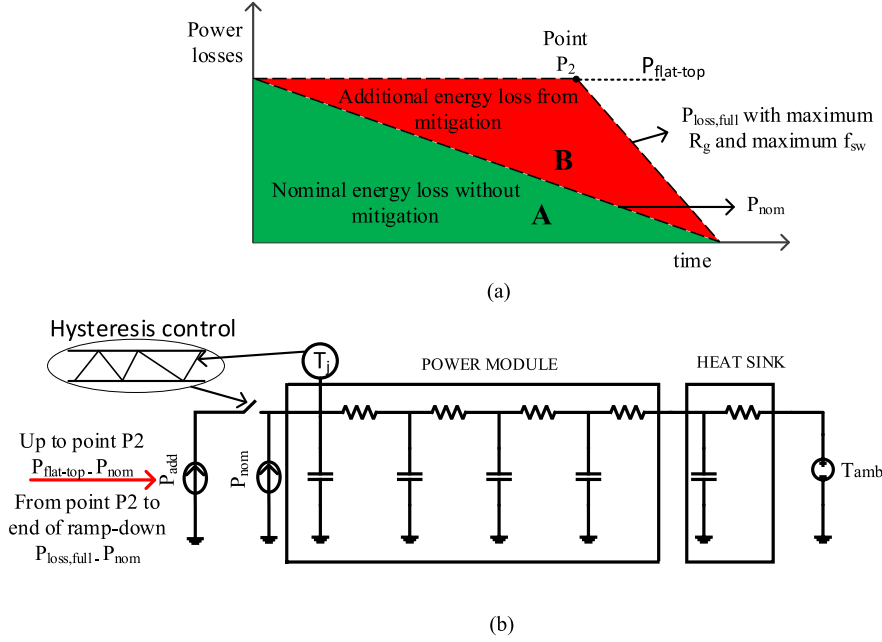 Power
losses
Point
P2
Pflat-top
Additional energy loss from
mitigation
Ploss,full with maximum
Rg and maximum fsw
B
Nominal energy loss without
mitigation
A
Pnom
time
(a)
Hysteresis control
Tj
POWER MODULE
HEAT SINK
Up to point P2
Pflat-top - Pnom
From point P2 to
end of ramp-down
Ploss,full - Pnom
Padd
Pnom
Tamb
(b)